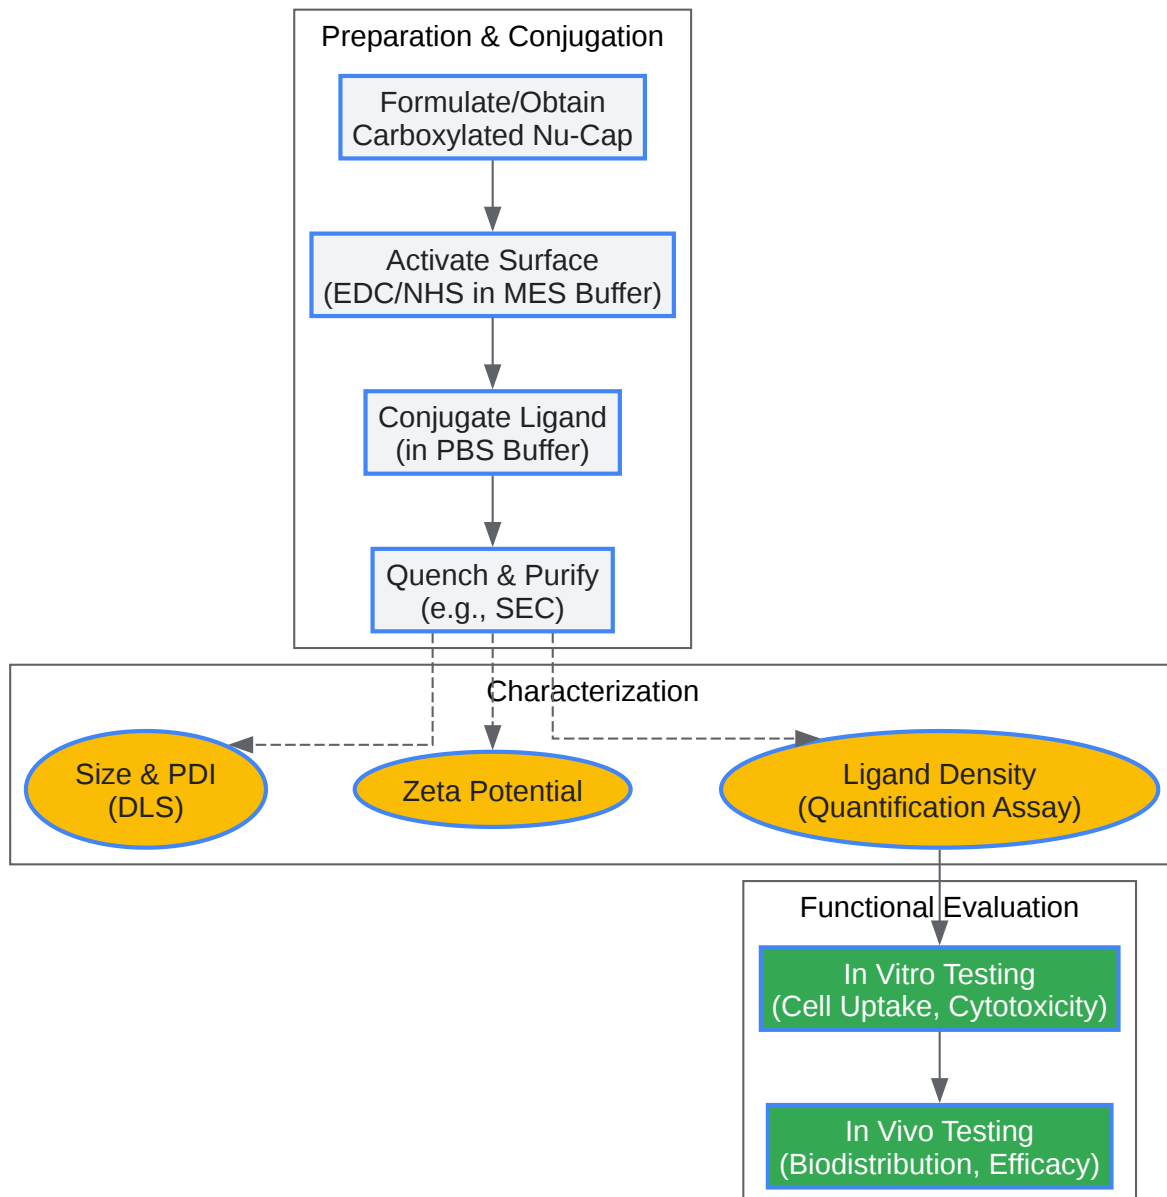 Preparation & Conjugation
Formulate/Obtain
Carboxylated Nu-Cap
Activate Surface
(EDC/NHS in MES Buffer)
Conjugate Ligand
(in PBS Buffer)
Quench & Purify
(e.g., SEC)
Characterization
Size & PDI
(DLS)
Zeta Potential
Ligand Density
(Quantification Assay)
Functional Evaluation
In Vitro Testing
(Cell Uptake, Cytotoxicity)
In Vivo Testing
(Biodistribution, Efficacy)